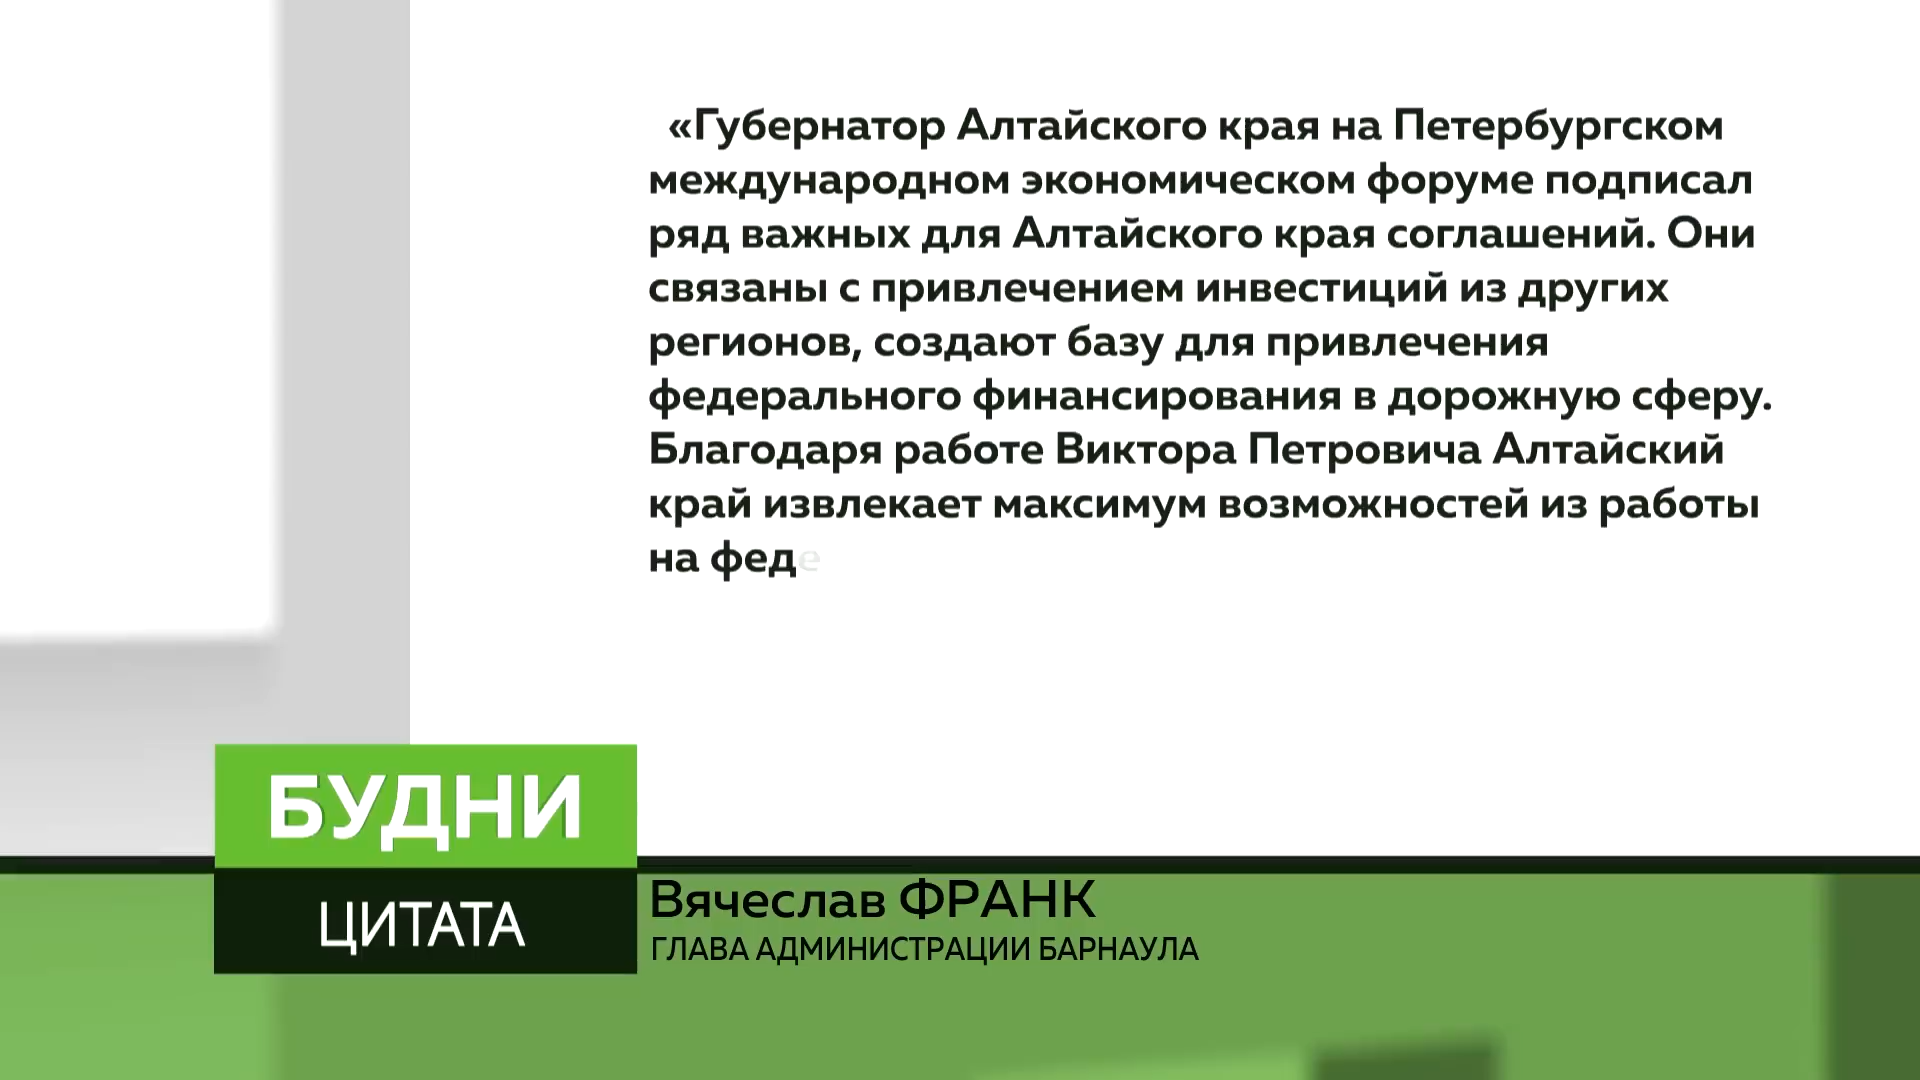 «Губернатор Алтайского края на Петербургском
международном экономическом форуме подписал
ряд важных для Алтайского края соглашений. Они
связаны с привлечением инвестиций из других
регионов, создают базу для привлечения
федерального финансирования в дорожную сферу.
Благодаря работе Виктора Петровича Алтайский
край извлекает максимум возможностей из работы
на феде
БУДНИ
ЦИТАТА
Вячеслав ФРАНК
ГЛАВА АДМИНИСТРАЦИИ БАРНАУЛА